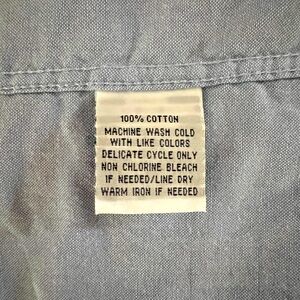 100% COTTON
MACHINE WASH COLD
WITH LIKE COLORS
DELICATE CYCLE ONLY
NON CHLORINE BLEACH
IF NEEDED/LINE DRY
WARM IRON IF NEEDED